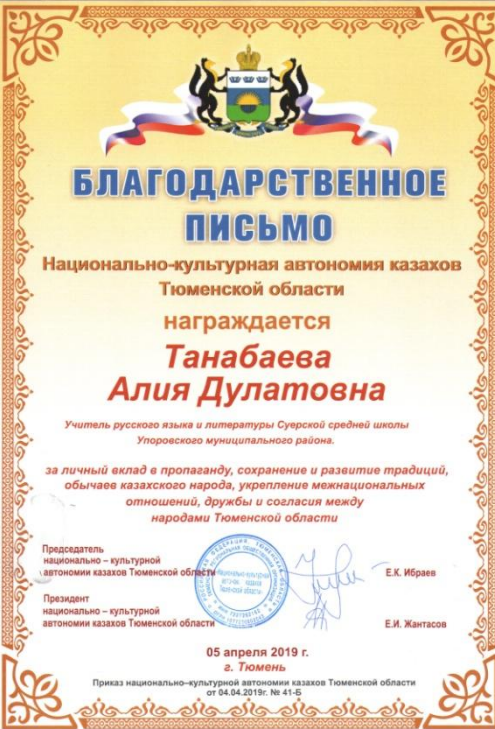 БЛАГОДАРСТВЕННОЕ
ПИСЬМО
Национально-культурная автономия казахов
Тюменской области
награждается
Танабаева
Алия Дулатовна
Учитель русского языка и литературы Суерской средней школы
Упоровского муниципального района.
за личный вклад в пропаганду, сохранение и развитие традиций,
обычаев казахского народа, укрепление межнациональных
отношений, дружбы и согласия между
народами Тюменской области
Председатель
национально – культурной
автономии казахов Тюменской области
Е.К. Ибраев
Президент
национально – культурной
автономии казахов Тюменской области
Е.И. Жантасов
05 апреля 2019 г.
г. Тюмень
Приказ национально–культурной автономии казахов Тюменской области
от 04.04.2019г. № 41-Б